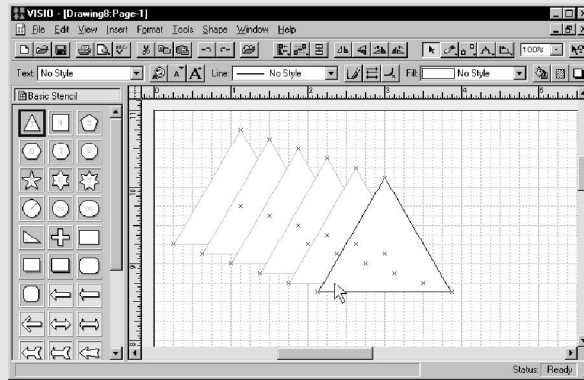 VISIO - [Drawing8:Page-1]
File Edit View Insert Format Tools Shape Window Help
100%
Text: No Style Line: No Style Fill: No Style
Basic Stencil
Status: Ready